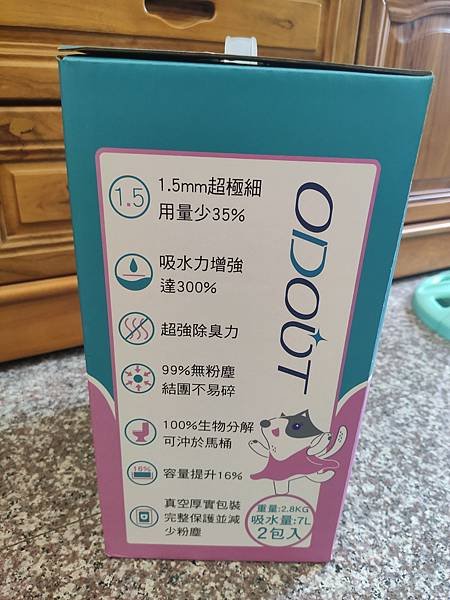 1.5
1.5mm超極細
用量少35%
吸水力增強
達300%
超強除臭力
99%無粉塵
結團不易碎
100%生物分解
可沖於馬桶
16%
容量提升16%
真空厚實包裝
完整保護並減
少粉塵
ODOUT
重量:2.8KG
吸水量:7L
2包入